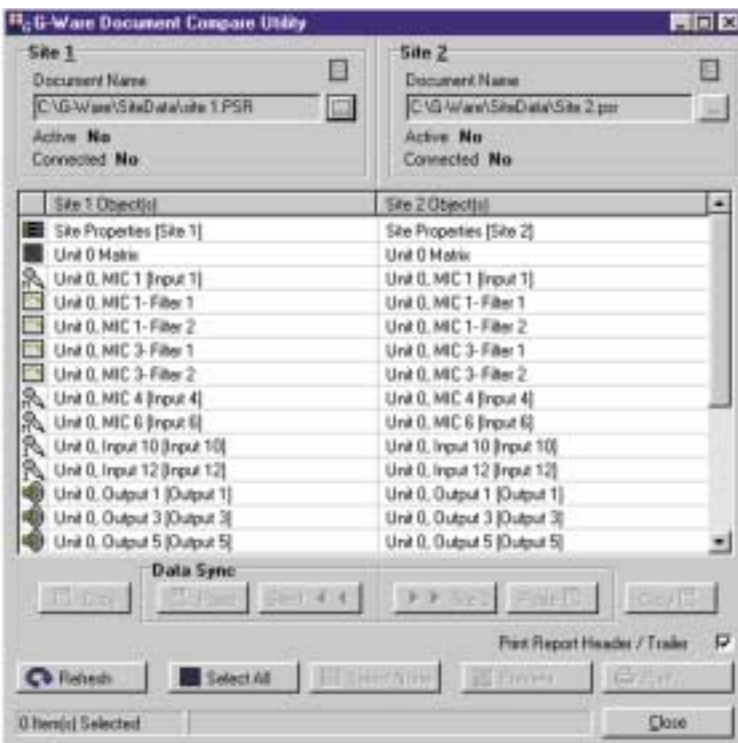 G-Ware Document Compare Utility
Site 1
Document Name
C:\G-Ware\SiteData\site 1.PSR
...
Active No
Connected No
Site 2
Document Name
C:\G-Ware\SiteData\Site 2.psr
...
Active No
Connected No
Site 1 Object(s) Site 2 Object(s)
Site Properties [Site 1] Site Properties [Site 2]
Unit 0 Matrix Unit 0 Matrix
Unit 0, MIC 1 [Input 1] Unit 0, MIC 1 [Input 1]
Unit 0, MIC 1- Filter 1 Unit 0, MIC 1- Filter 1
Unit 0, MIC 1- Filter 2 Unit 0, MIC 1- Filter 2
Unit 0, MIC 3- Filter 1 Unit 0, MIC 3- Filter 1
Unit 0, MIC 3- Filter 2 Unit 0, MIC 3- Filter 2
Unit 0, MIC 4 [Input 4] Unit 0, MIC 4 [Input 4]
Unit 0, MIC 6 [Input 6] Unit 0, MIC 6 [Input 6]
Unit 0, Input 10 [Input 10] Unit 0, Input 10 [Input 10]
Unit 0, Input 12 [Input 12] Unit 0, Input 12 [Input 12]
Unit 0, Output 1 [Output 1] Unit 0, Output 1 [Output 1]
Unit 0, Output 3 [Output 3] Unit 0, Output 3 [Output 3]
Unit 0, Output 5 [Output 5] Unit 0, Output 5 [Output 5]
Data Sync
Copy
Print Report Header / Trailer
Refresh Select All Select None Preview
0 Item(s) Selected Close